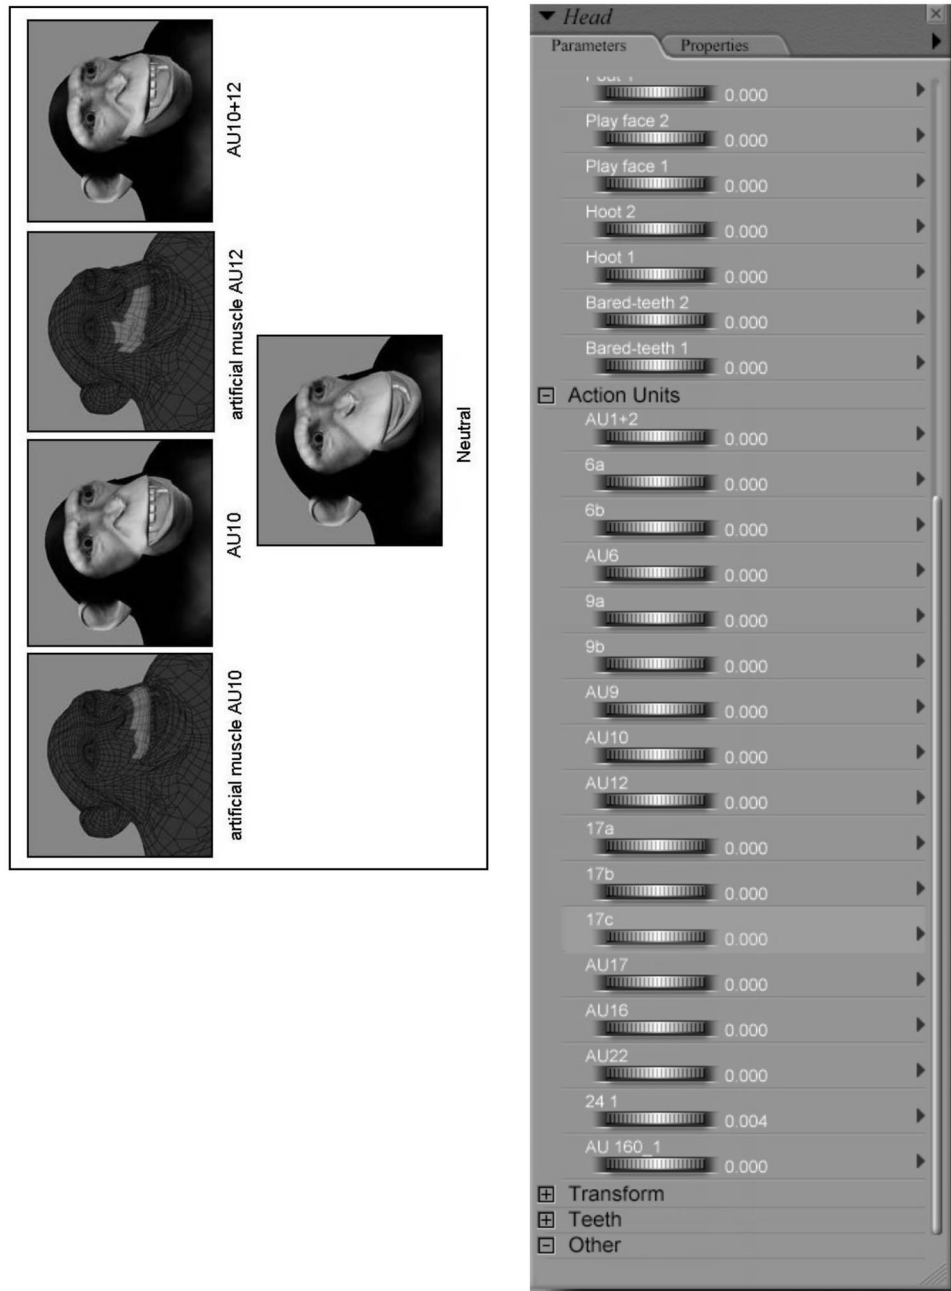 AU10+12
artificial muscle AU12
AU10
artificial muscle AU10
Neutral
Head
Parameters
Properties
Pout 1
0.000
Play face 2
0.000
Play face 1
0.000
Hoot 2
0.000
Hoot 1
0.000
Bared-teeth 2
0.000
Bared-teeth 1
0.000
Action Units
AU1+2
0.000
6a
0.000
6b
0.000
AU6
0.000
9a
0.000
9b
0.000
AU9
0.000
AU10
0.000
AU12
0.000
17a
0.000
17b
0.000
17c
0.000
AU17
0.000
AU16
0.000
AU22
0.000
24 1
0.004
AU 160_1
0.000
Transform
Teeth
Other